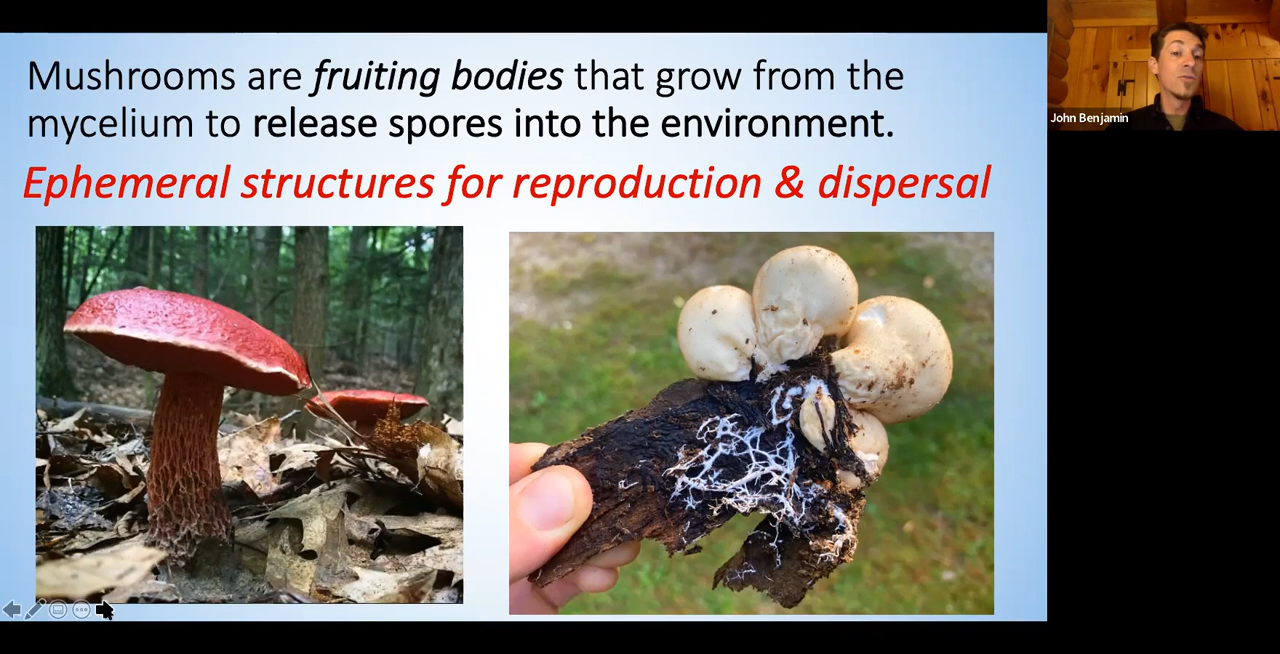 Mushrooms are fruiting bodies that grow from the
mycelium to release spores into the environment.
Ephemeral structures for reproduction & dispersal
John Benjamin